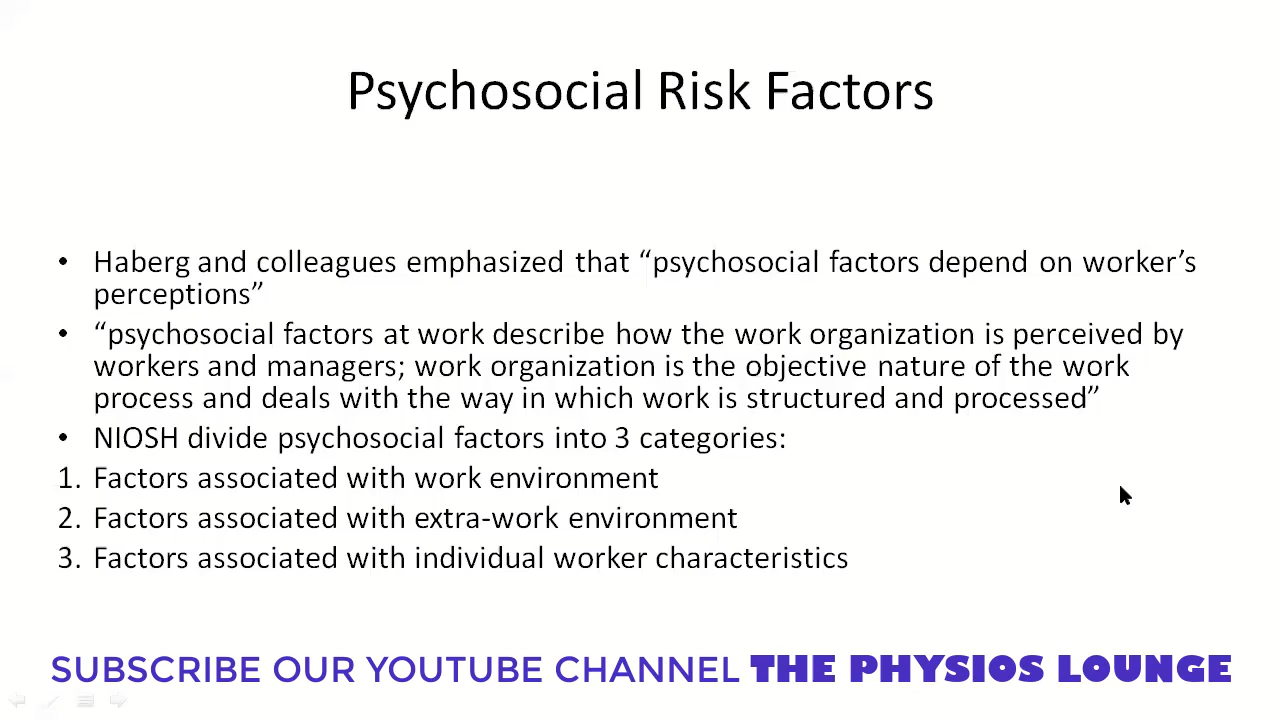 Psychosocial Risk Factors
• Haberg and colleagues emphasized that “psychosocial factors depend on worker’s
perceptions”
• “psychosocial factors at work describe how the work organization is perceived by
workers and managers; work organization is the objective nature of the work
process and deals with the way in which work is structured and processed”
• NIOSH divide psychosocial factors into 3 categories:
1. Factors associated with work environment
2. Factors associated with extra-work environment
3. Factors associated with individual worker characteristics
SUBSCRIBE OUR YOUTUBE CHANNEL THE PHYSIOS LOUNGE